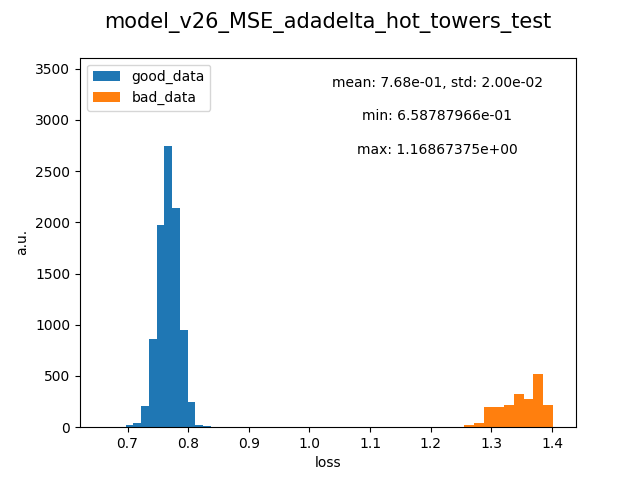 model_v26_MSE_adadelta_hot_towers_test
good_data
bad_data
mean: 7.68e-01, std: 2.00e-02
min: 6.58787966e-01
max: 1.16867375e+00
3500
3000
2500
2000
1500
1000
500
0
a.u.
0.7 0.8 0.9 1.0 1.1 1.2 1.3 1.4
loss